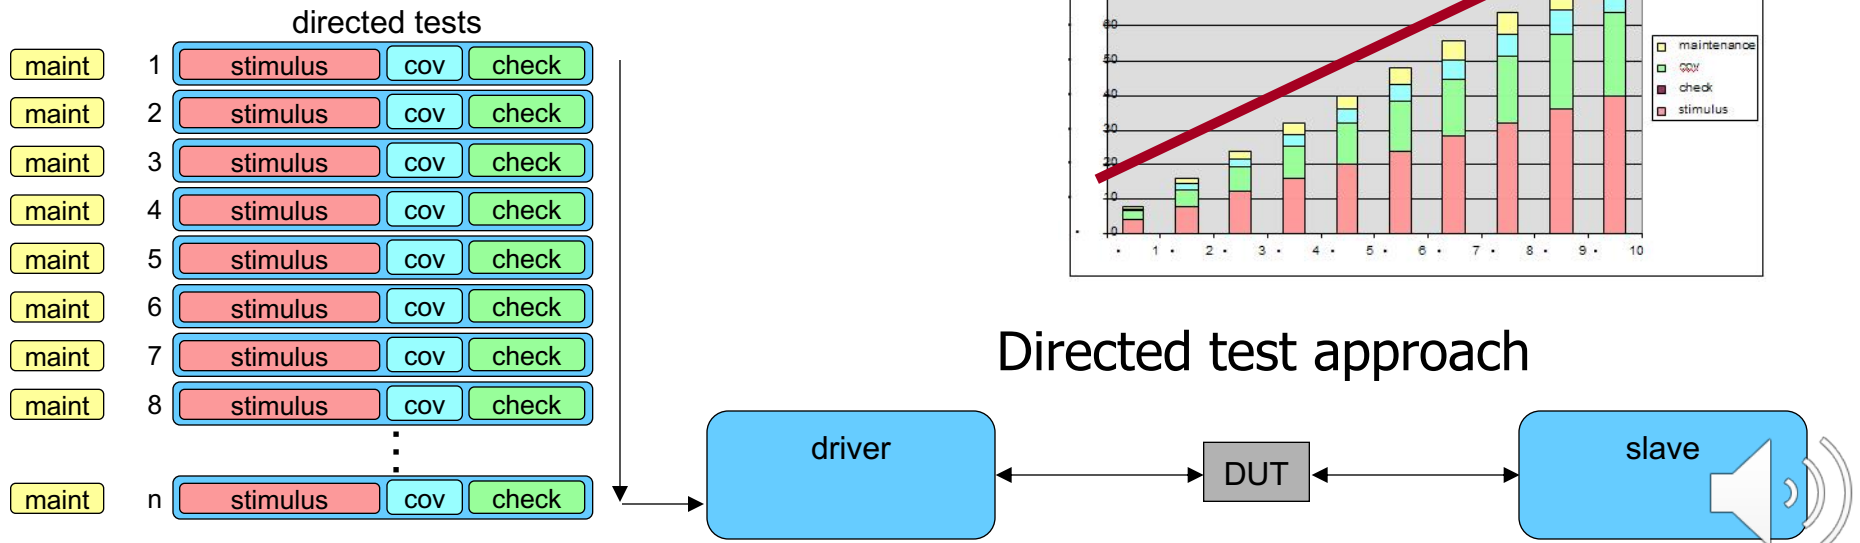 directed tests
maint 1 stimulus cov check
maint 2 stimulus cov check
maint 3 stimulus cov check
maint 4 stimulus cov check
maint 5 stimulus cov check
maint 6 stimulus cov check
maint 7 stimulus cov check
maint 8 stimulus cov check
maint n stimulus cov check
60
50
40
30
20
10
0
1 2 3 4 5 6 7 8 9 10
maintenance
cov
check
stimulus
Directed test approach
driver
DUT
slave